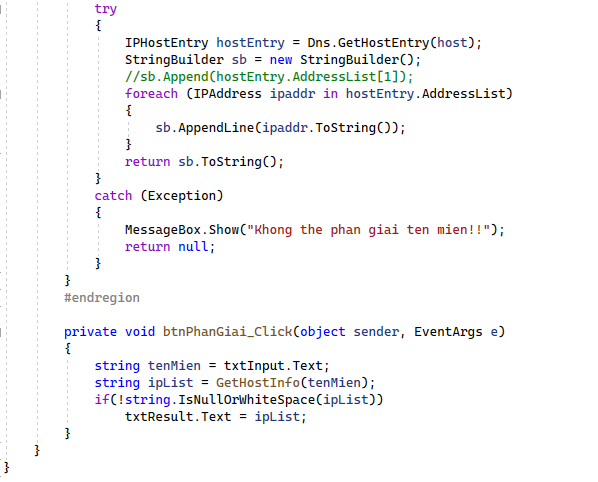 try
{
IPHostEntry hostEntry = Dns.GetHostEntry(host);
StringBuilder sb = new StringBuilder();
//sb.Append(hostEntry.AddressList[1]);
foreach (IPAddress ipaddr in hostEntry.AddressList)
{
sb.AppendLine(ipaddr.ToString());
}
return sb.ToString();
}
catch (Exception)
{
MessageBox.Show("Khong the phan giai ten mien!!");
return null;
}
}
#endregion
private void btnPhanGiai_Click(object sender, EventArgs e)
{
string tenMien = txtInput.Text;
string ipList = GetHostInfo(tenMien);
if(!string.IsNullOrWhiteSpace(ipList))
txtResult.Text = ipList;
}
}
}